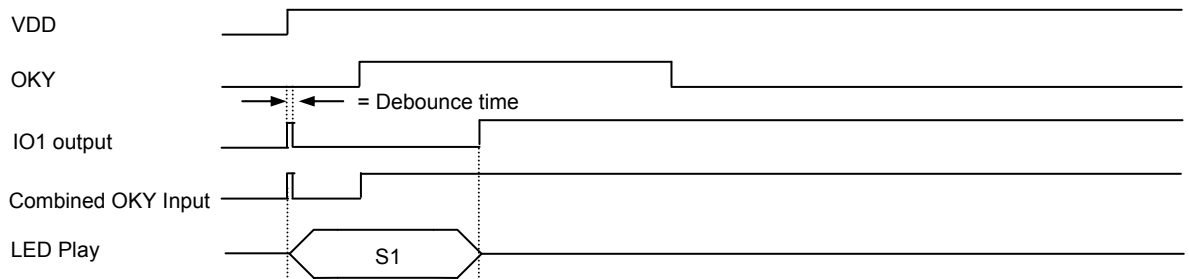 VDD
OKY
= Debounce time
IO1 output
Combined OKY Input
LED Play
S1